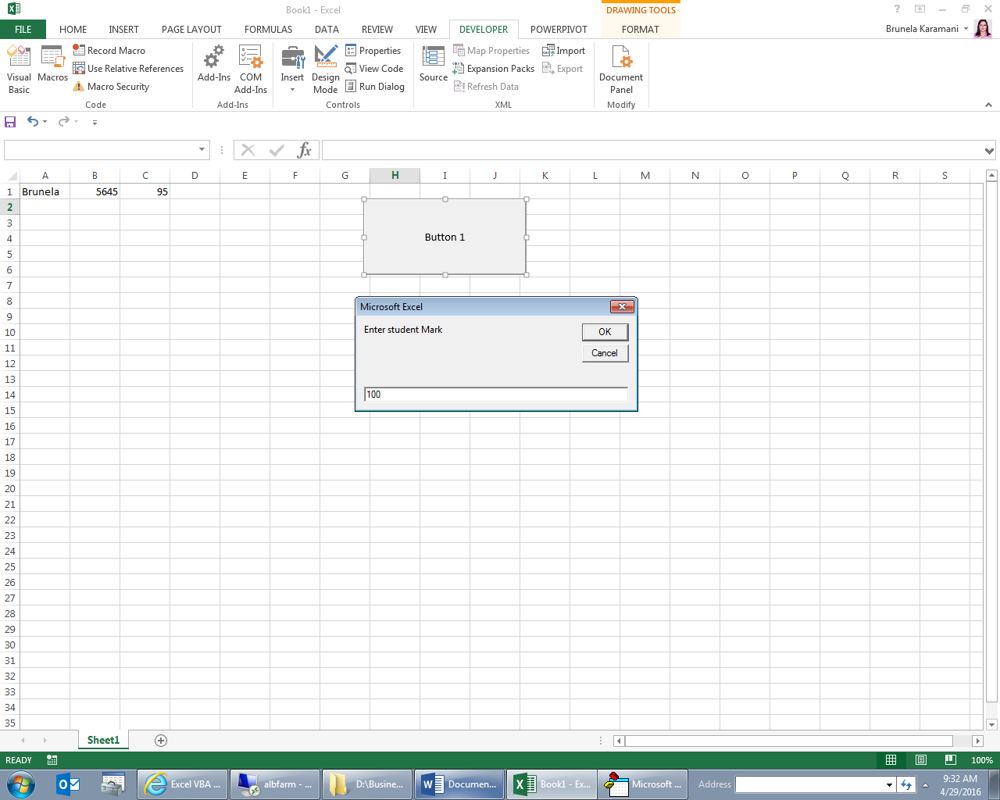 Book1 - Excel
DRAWING TOOLS
?
FILE HOME INSERT PAGE LAYOUT FORMULAS DATA REVIEW VIEW DEVELOPER POWERPIVOT FORMAT
Brunela Karamani
Visual Basic
Macros
Record Macro
Use Relative References
Macro Security
Code
Add-Ins
COM Add-Ins
Add-Ins
Insert
Design Mode
Properties
View Code
Run Dialog
Controls
Source
Map Properties
Expansion Packs
Refresh Data
Import
Export
XML
Document Panel
Modify
fx
A B C D E F G H I J K L M N O P Q R S
1 Brunela 5645 95
2
3
4
5
6
7
8
9
10
11
12
13
14
15
16
17
18
19
20
21
22
23
24
25
26
27
28
29
30
31
32
33
34
35
Button 1
Microsoft Excel
Enter student Mark
OK
Cancel
100
Sheet1
READY
100%
Excel VBA ...
albfarm - ...
D:\Busine...
Documen...
Book1 - Ex...
Microsoft ...
Address
9:32 AM
4/29/2016